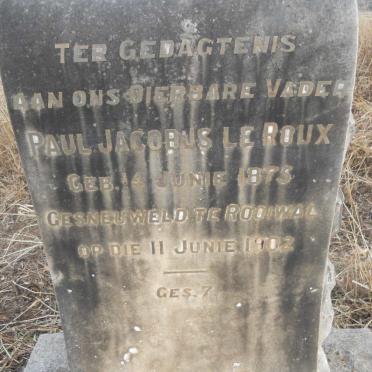 TER GEDAGTENIS
AAN ONS DIERBARE VADER
PAUL JACOBUS LE ROUX
GEB. 14 JUNIE 1875
GESNEUWELD TE ROOIWAL
OP DIE 11 JUNIE 1902
GES. 7